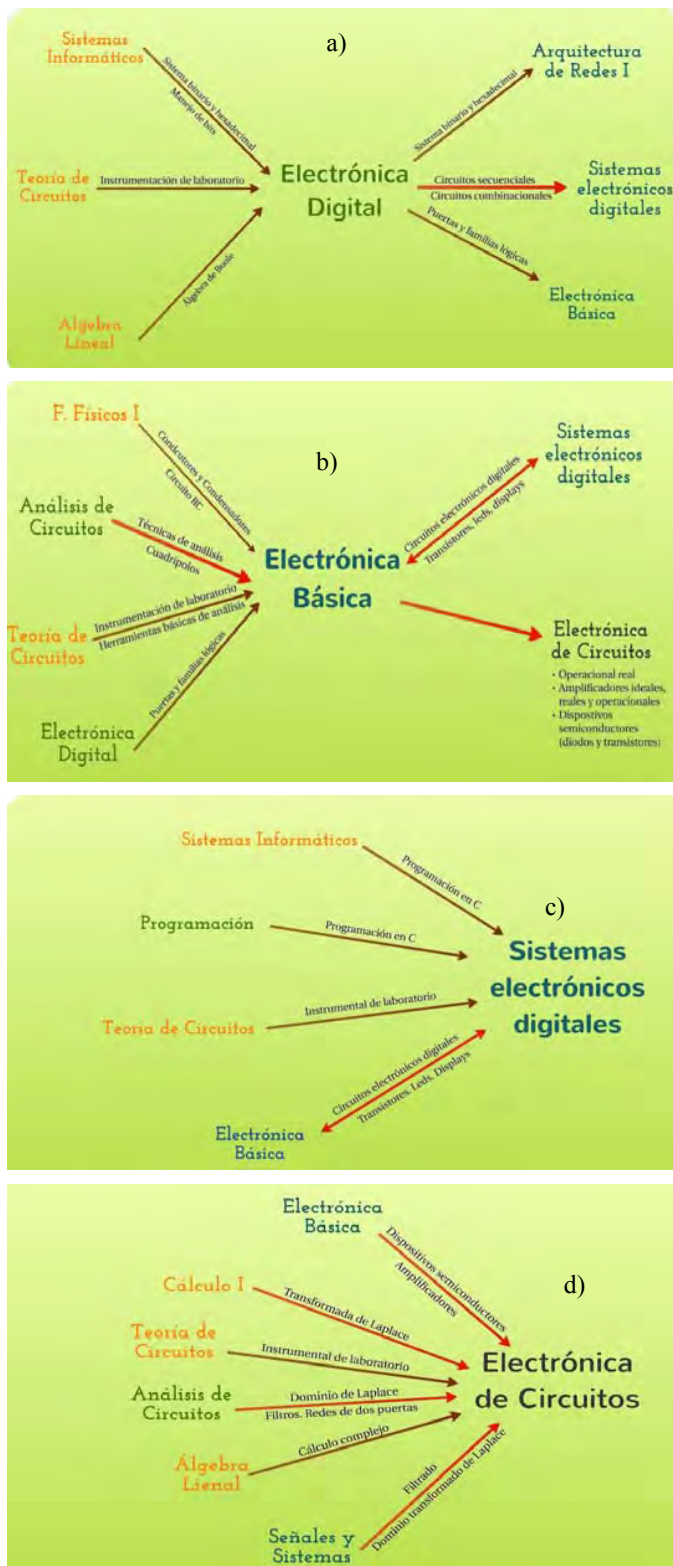 a)
Sistemas
Informáticos
Sistema binario y hexadecimal
Manejo de bits
Teoría de
Circuitos
Instrumentación de laboratorio
Álgebra
Lineal
Álgebra de Boole
Electrónica
Digital
Sistema binario y hexadecimal
Arquitectura
de Redes I
Circuitos secuenciales
Circuitos combinacionales
Sistemas
electrónicos
digitales
Puertas y familias lógicas
Electrónica
Básica
b)
F. Físicos I
Condcutores y Condensadores
Circuito RC
Análisis de
Circuitos
Técnicas de análisis
Cuadripolos
Teoría de
Circuitos
Instrumentación de laboratorio
Herramientas básicas de análisis
Electrónica
Digital
Puertas y familias lógicas
Electrónica
Básica
Circuitos electrónicos digitales
Transistores, leds, displays
Sistemas
electrónicos
digitales
Electrónica
de Circuitos
• Operacional real
• Amplificadores ideales,
reales y operacionales
• Dispostivos
semiconductores
(diodos y transistores)
c)
Sistemas Informáticos
Programación en C
Programación
Programación en C
Teoría de Circuitos
Instrumental de laboratorio
Electrónica
Básica
Circuitos electrónicos digitales
Transistores. Leds. Displays
Sistemas
electrónicos
digitales
d)
Electrónica
Básica
Dispositivos semiconductores
Amplificadores
Cálculo I
Transformada de Laplace
Teoría de
Circuitos
Instrumental de laboratorio
Análisis de
Circuitos
Dominio de Laplace
Filtros. Redes de dos puertas
Álgebra
Lienal
Cálculo complejo
Señales y
Sistemas
Filtrado
Dominio transformado de Laplace
Electrónica
de Circuitos